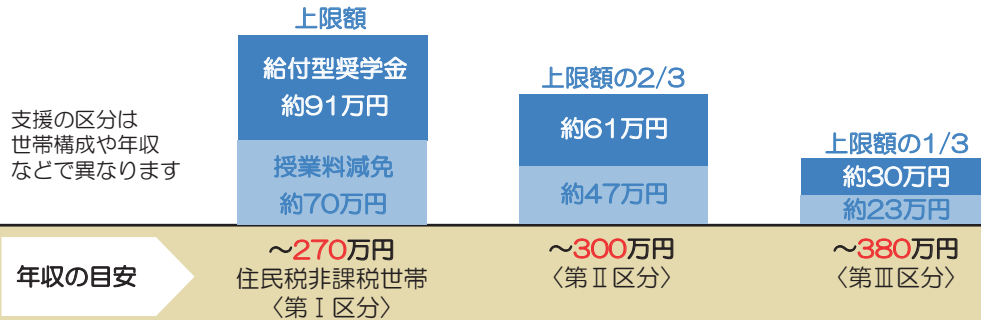 上限額
給付型奨学金
約91万円
授業料減免
約70万円
上限額の2/3
約61万円
約47万円
上限額の1/3
約30万円
約23万円
支援の区分は
世帯構成や年収
などで異なります
年収の目安
〜270万円
住民税非課税世帯
〈第Ⅰ区分〉
〜300万円
〈第Ⅱ区分〉
〜380万円
〈第Ⅲ区分〉